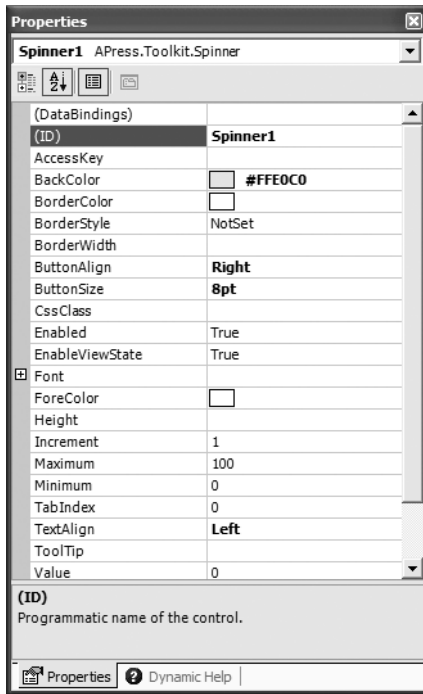 Properties
Spinner1 APress.Toolkit.Spinner
(DataBindings)
(ID) Spinner1
AccessKey
BackColor #FFE0C0
BorderColor
BorderStyle NotSet
BorderWidth
ButtonAlign Right
ButtonSize 8pt
CssClass
Enabled True
EnableViewState True
Font
ForeColor
Height
Increment 1
Maximum 100
Minimum 0
TabIndex 0
TextAlign Left
ToolTip
Value 0
(ID)
Programmatic name of the control.
Properties Dynamic Help